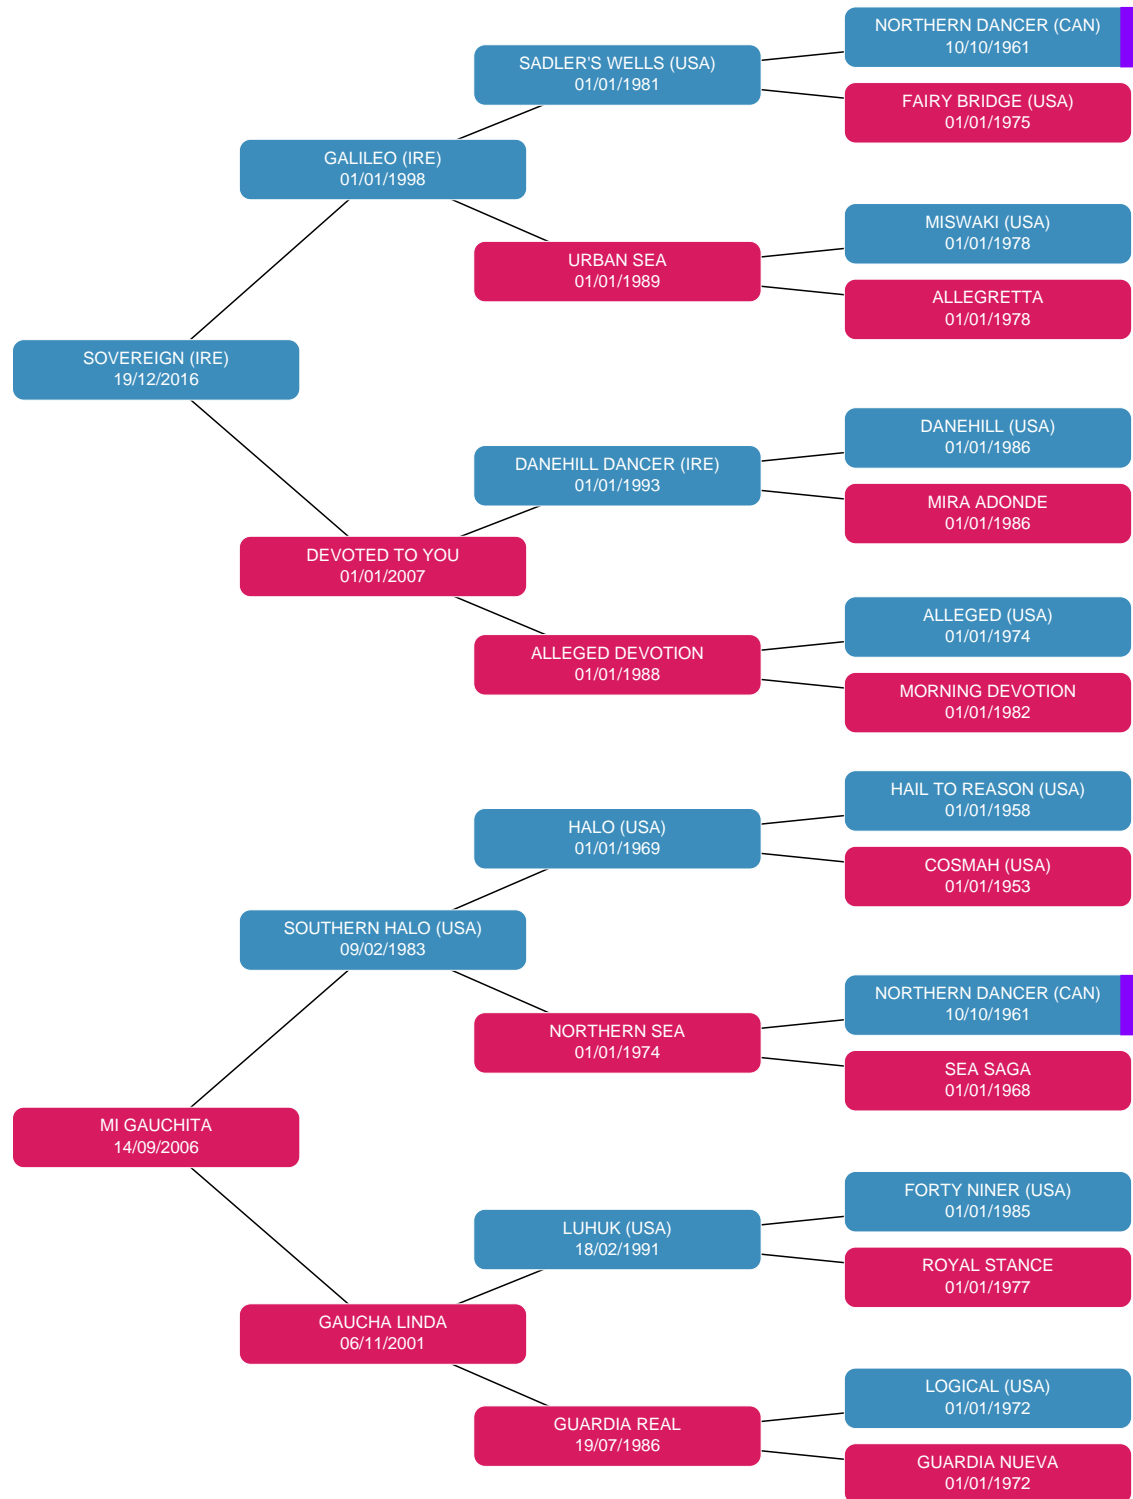 NORTHERN DANCER (CAN)
10/10/1961
SADLER'S WELLS (USA)
01/01/1981
FAIRY BRIDGE (USA)
01/01/1975
GALILEO (IRE)
01/01/1998
MISWAKI (USA)
01/01/1978
URBAN SEA
01/01/1989
ALLEGRETTA
01/01/1978
SOVEREIGN (IRE)
19/12/2016
DANEHILL (USA)
01/01/1986
DANEHILL DANCER (IRE)
01/01/1993
MIRA ADONDE
01/01/1986
DEVOTED TO YOU
01/01/2007
ALLEGED (USA)
01/01/1974
ALLEGED DEVOTION
01/01/1988
MORNING DEVOTION
01/01/1982
HAIL TO REASON (USA)
01/01/1958
HALO (USA)
01/01/1969
COSMAH (USA)
01/01/1953
SOUTHERN HALO (USA)
09/02/1983
NORTHERN DANCER (CAN)
10/10/1961
NORTHERN SEA
01/01/1974
SEA SAGA
01/01/1968
MI GAUCHITA
14/09/2006
FORTY NINER (USA)
01/01/1985
LUHUK (USA)
18/02/1991
ROYAL STANCE
01/01/1977
GAUCHA LINDA
06/11/2001
LOGICAL (USA)
01/01/1972
GUARDIA REAL
19/07/1986
GUARDIA NUEVA
01/01/1972